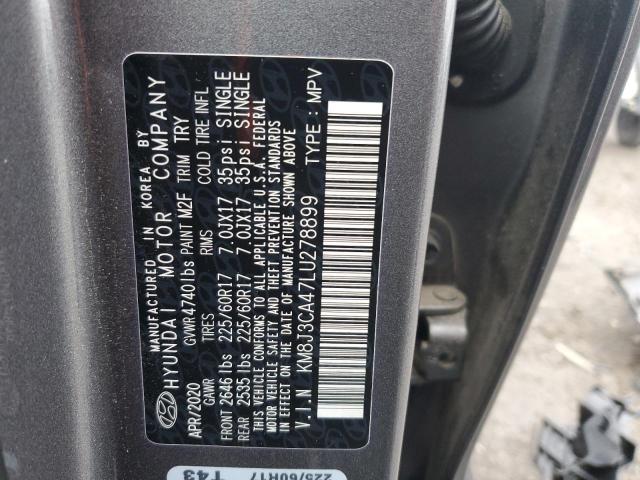 MANUFACTURED IN KOREA BY
HYUNDAI MOTOR COMPANY
APR/2020 GVWR 4740lbs PAINT M2F TRIM TRY
GAWR TIRES RIMS COLD TIRE INFL
FRONT 2646 lbs 225/60R17 7.0JX17 35psi SINGLE
REAR 2535 lbs 225/60R17 7.0JX17 35psi SINGLE
THIS VEHICLE CONFORMS TO ALL APPLICABLE U.S.A. FEDERAL
MOTOR VEHICLE SAFETY AND THEFT PREVENTION STANDARDS
IN EFFECT ON THE DATE OF MANUFACTURE SHOWN ABOVE
V.I.N KM8J3CA47LU278899 TYPE: MPV
225/60R17 T43